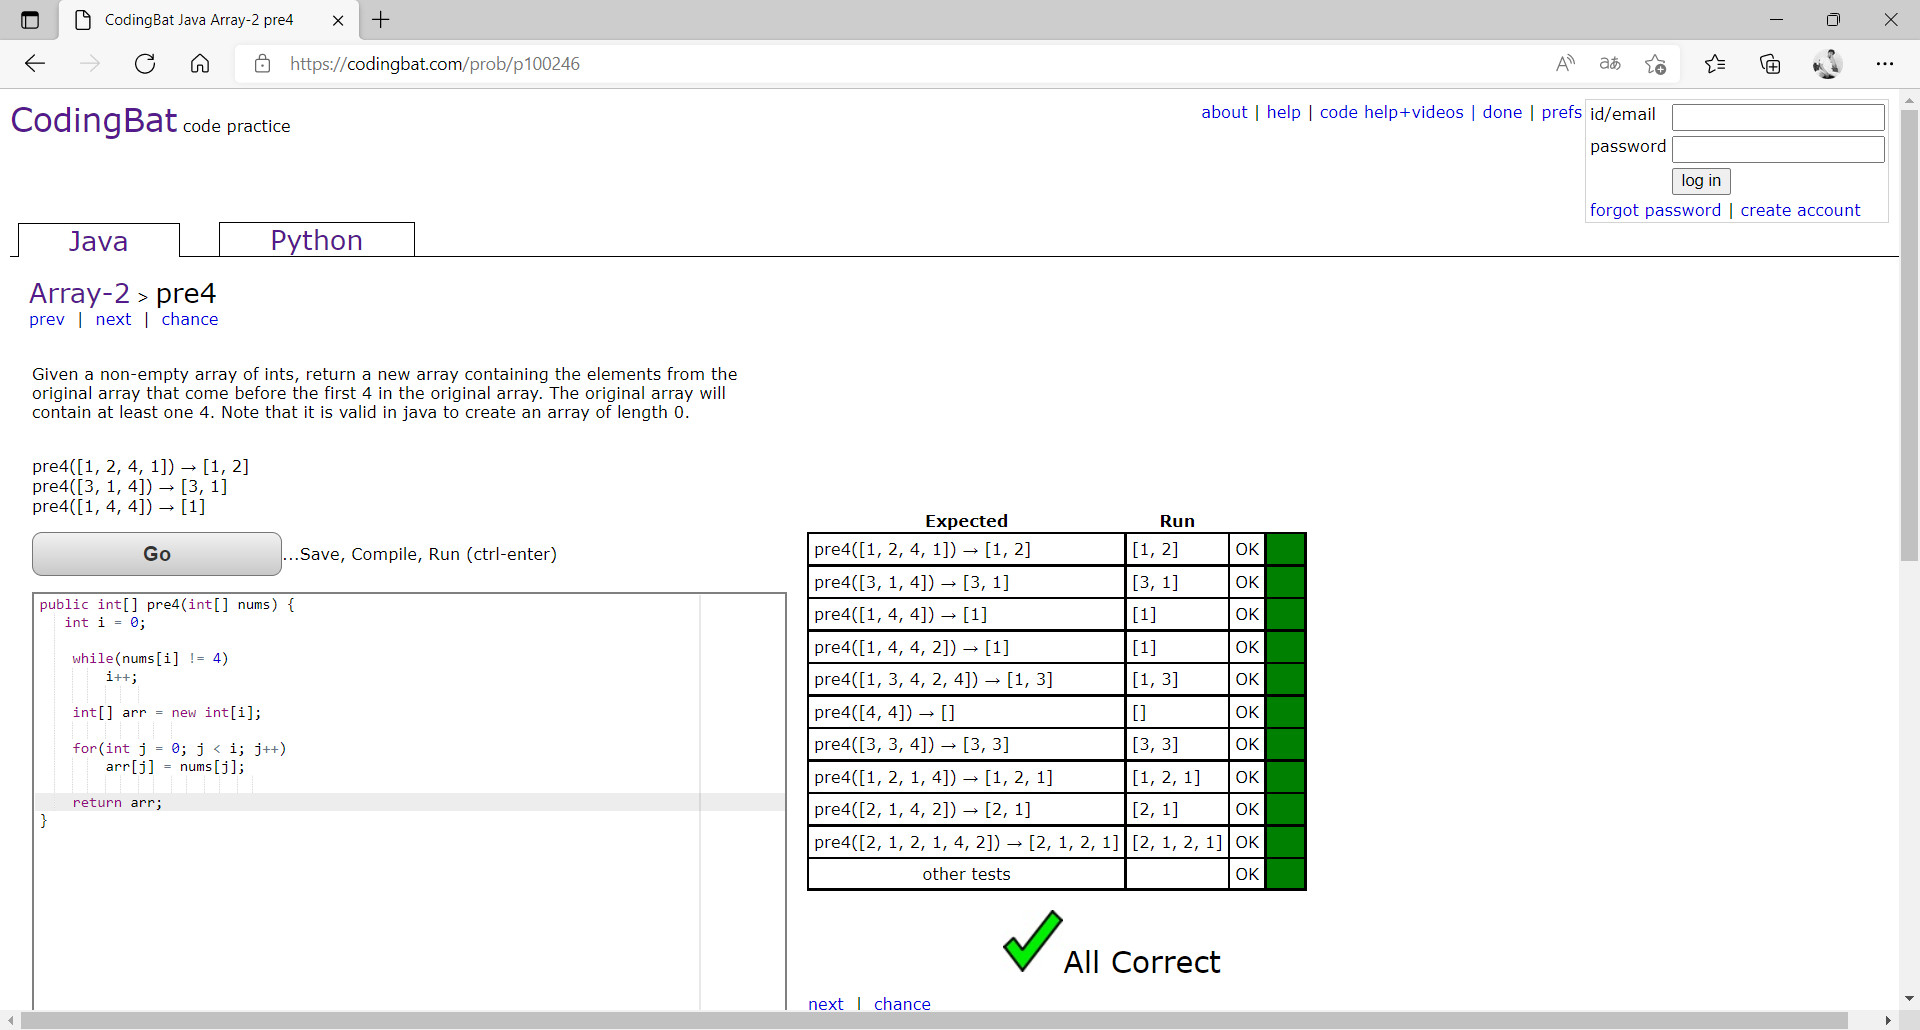 CodingBat Java Array-2 pre4
https://codingbat.com/prob/p100246
CodingBat code practice
about | help | code help+videos | done | prefs
id/email
password
log in
forgot password | create account
Java
Python
Array-2 > pre4
prev | next | chance
Given a non-empty array of ints, return a new array containing the elements from the
original array that come before the first 4 in the original array. The original array will
contain at least one 4. Note that it is valid in java to create an array of length 0.
pre4([1, 2, 4, 1]) → [1, 2]
pre4([3, 1, 4]) → [3, 1]
pre4([1, 4, 4]) → [1]
Go
...Save, Compile, Run (ctrl-enter)
public int[] pre4(int[] nums) {
int i = 0;
while(nums[i] != 4)
i++;
int[] arr = new int[i];
for(int j = 0; j < i; j++)
arr[j] = nums[j];
return arr;
}
Expected Run
pre4([1, 2, 4, 1]) → [1, 2] [1, 2] OK
pre4([3, 1, 4]) → [3, 1] [3, 1] OK
pre4([1, 4, 4]) → [1] [1] OK
pre4([1, 4, 4, 2]) → [1] [1] OK
pre4([1, 3, 4, 2, 4]) → [1, 3] [1, 3] OK
pre4([4, 4]) → [] [] OK
pre4([3, 3, 4]) → [3, 3] [3, 3] OK
pre4([1, 2, 1, 4]) → [1, 2, 1] [1, 2, 1] OK
pre4([2, 1, 4, 2]) → [2, 1] [2, 1] OK
pre4([2, 1, 2, 1, 4, 2]) → [2, 1, 2, 1] [2, 1, 2, 1] OK
other tests OK
All Correct
next | chance